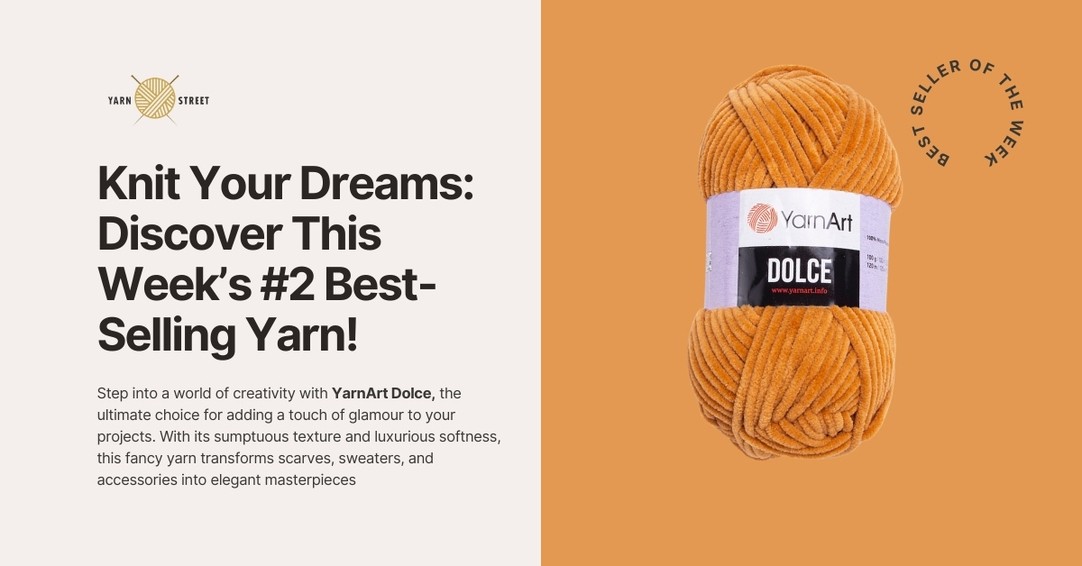 YARN STREET
Knit Your Dreams:
Discover This
Week’s #2 Best-
Selling Yarn!
Step into a world of creativity with YarnArt Dolce, the
ultimate choice for adding a touch of glamour to your
projects. With its sumptuous texture and luxurious softness,
this fancy yarn transforms scarves, sweaters, and
accessories into elegant masterpieces
BEST SELLER OF THE WEEK
YarnArt
DOLCE
www.yarnart.info
100%